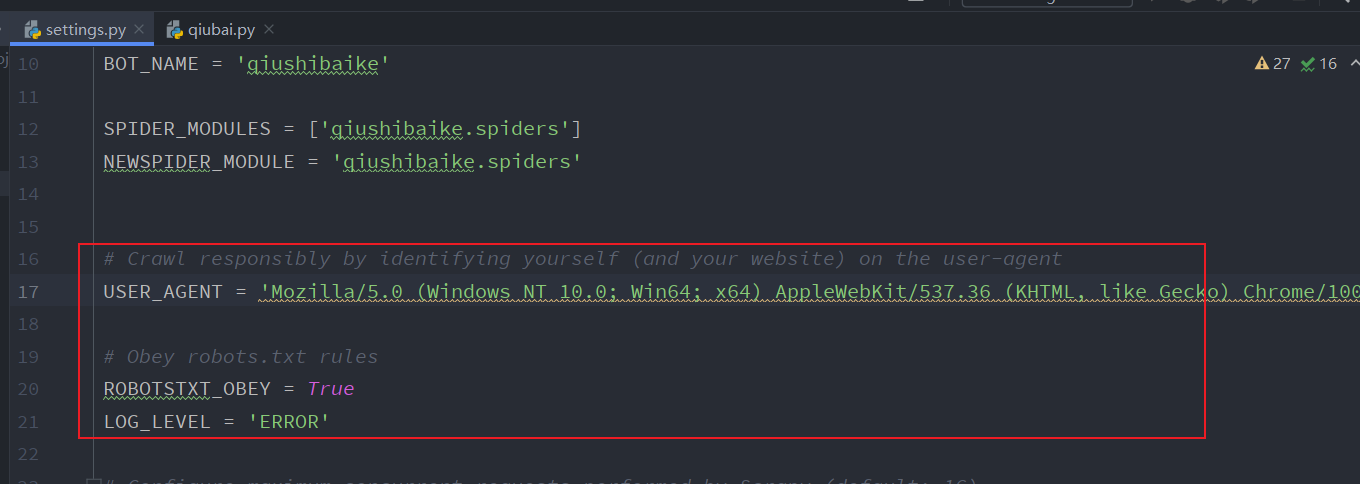 settings.py qiubai.py
10 BOT_NAME = 'qiushibaike' 27 16
11
12 SPIDER_MODULES = ['qiushibaike.spiders']
13 NEWSPIDER_MODULE = 'qiushibaike.spiders'
14
15
16 # Crawl responsibly by identifying yourself (and your website) on the user-agent
17 USER_AGENT = 'Mozilla/5.0 (Windows NT 10.0; Win64; x64) AppleWebKit/537.36 (KHTML, like Gecko) Chrome/100
18
19 # Obey robots.txt rules
20 ROBOTSTXT_OBEY = True
21 LOG_LEVEL = 'ERROR'
22